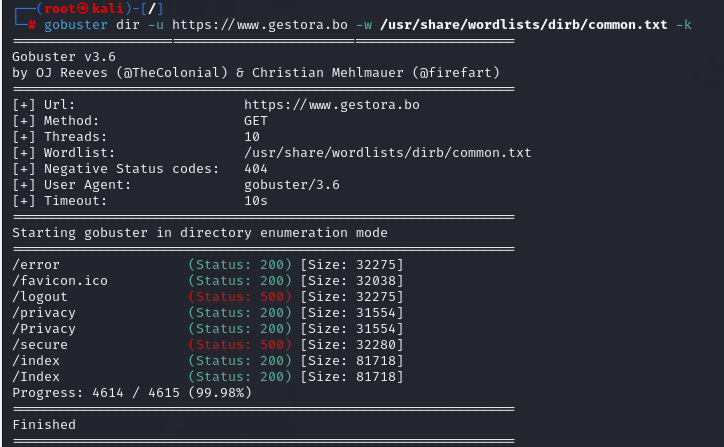 ┌──(root㉿kali)-[/]
└─# gobuster dir -u https://www.gestora.bo -w /usr/share/wordlists/dirb/common.txt -k
===============================================================
Gobuster v3.6
by OJ Reeves (@TheColonial) & Christian Mehlmauer (@firefart)
===============================================================
[+] Url:                     https://www.gestora.bo
[+] Method:                  GET
[+] Threads:                 10
[+] Wordlist:                /usr/share/wordlists/dirb/common.txt
[+] Negative Status codes:   404
[+] User Agent:              gobuster/3.6
[+] Timeout:                 10s
===============================================================
Starting gobuster in directory enumeration mode
===============================================================
/error                (Status: 200) [Size: 32275]
/favicon.ico          (Status: 200) [Size: 32038]
/logout               (Status: 500) [Size: 32275]
/privacy              (Status: 200) [Size: 31554]
/Privacy              (Status: 200) [Size: 31554]
/secure               (Status: 500) [Size: 32280]
/index                (Status: 200) [Size: 81718]
/Index                (Status: 200) [Size: 81718]
Progress: 4614 / 4615 (99.98%)
===============================================================
Finished
===============================================================